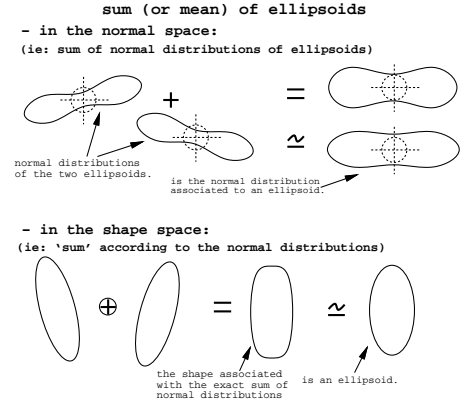 sum (or mean) of ellipsoids
- in the normal space:
(ie: sum of normal distributions of ellipsoids)
+
=
≃
normal distributions
of the two ellipsoids.
is the normal distribution
associated to an ellipsoid.
- in the shape space:
(ie: ‘sum’ according to the normal distributions)
⊕ = ≃
the shape associated
with the exact sum of
normal distributions
is an ellipsoid.